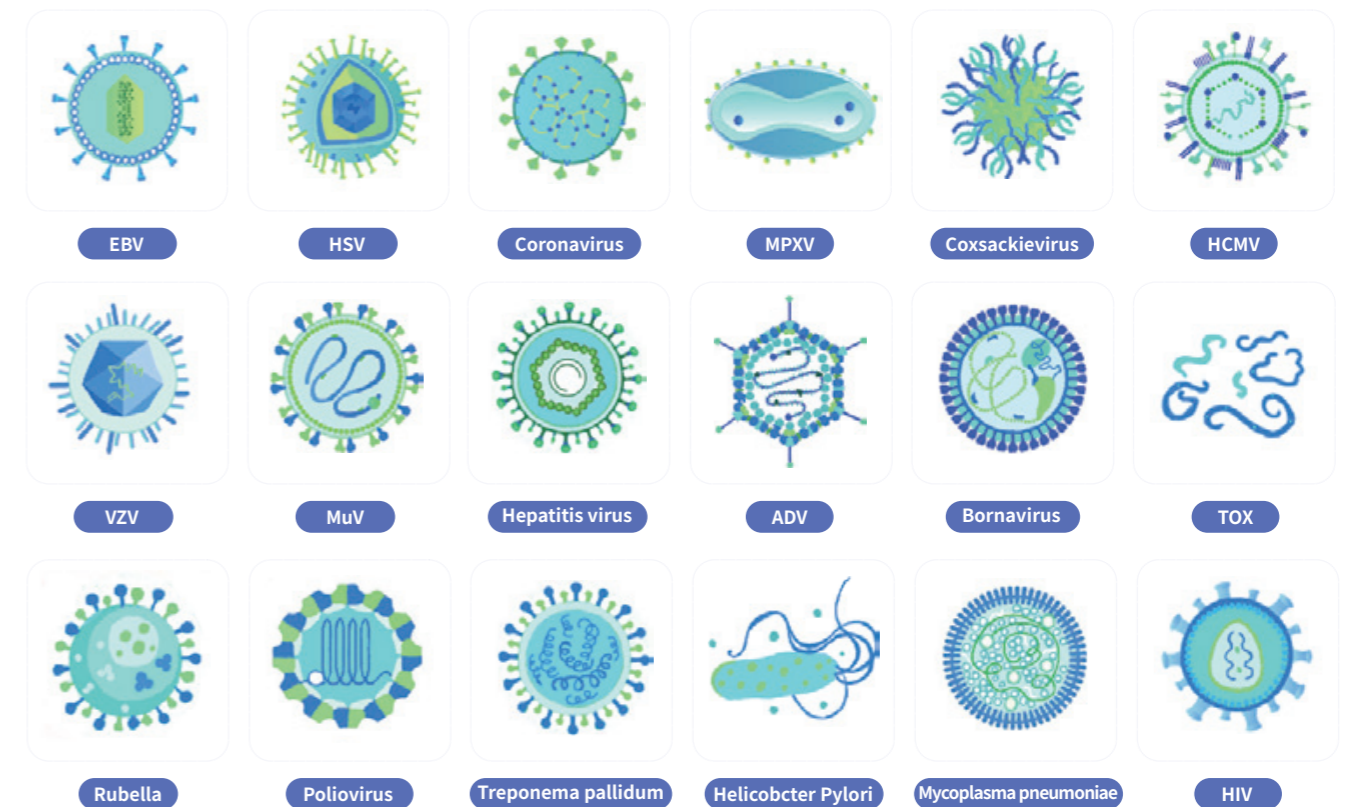 EBV
HSV
Coronavirus
MPXV
Coxsackievirus
HCMV
VZV
MuV
Hepatitis virus
ADV
Bornavirus
TOX
Rubella
Poliovirus
Treponema pallidum
Helicobcter Pylori
Mycoplasma pneumoniae
HIV